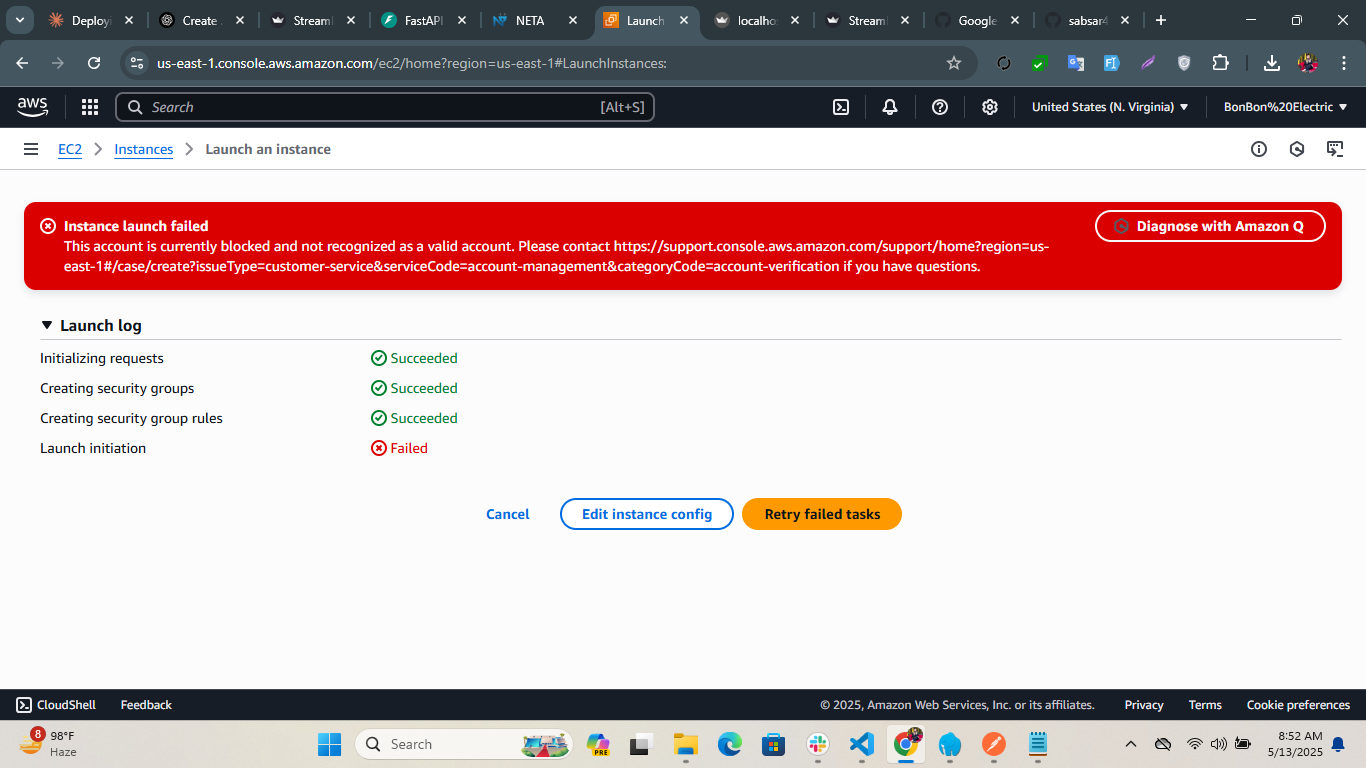 Deployi
Create .
Streaml
FastAPI
NETA
Launch
localho
Streaml
Google
sabsar4
us-east-1.console.aws.amazon.com/ec2/home?region=us-east-1#LaunchInstances:
aws
Search
[Alt+S]
United States (N. Virginia)
BonBon%20Electric
EC2
Instances
Launch an instance
Instance launch failed
This account is currently blocked and not recognized as a valid account. Please contact https://support.console.aws.amazon.com/support/home?region=us-
east-1#/case/create?issueType=customer-service&serviceCode=account-management&categoryCode=account-verification if you have questions.
Diagnose with Amazon Q
Launch log
Initializing requests
Succeeded
Creating security groups
Succeeded
Creating security group rules
Succeeded
Launch initiation
Failed
Cancel
Edit instance config
Retry failed tasks
CloudShell
Feedback
© 2025, Amazon Web Services, Inc. or its affiliates.
Privacy
Terms
Cookie preferences
8
98°F
Haze
Search
PRE
8:52 AM
5/13/2025